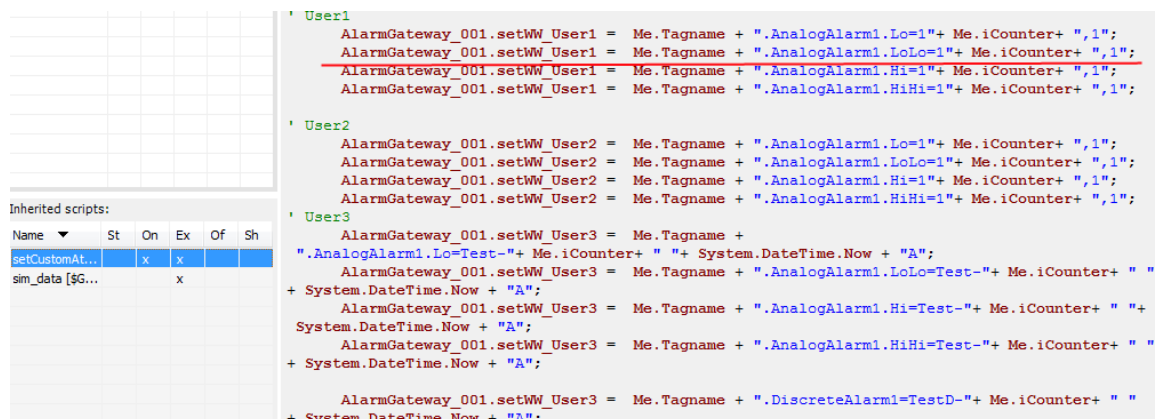 ' User1
AlarmGateway_001.setWW_User1 = Me.Tagname + ".AnalogAlarm1.Lo=1"+ Me.iCounter+ ",1";
AlarmGateway_001.setWW_User1 = Me.Tagname + ".AnalogAlarm1.LoLo=1"+ Me.iCounter+ ",1";
AlarmGateway_001.setWW_User1 = Me.Tagname + ".AnalogAlarm1.Hi=1"+ Me.iCounter+ ",1";
AlarmGateway_001.setWW_User1 = Me.Tagname + ".AnalogAlarm1.HiHi=1"+ Me.iCounter+ ",1";
' User2
AlarmGateway_001.setWW_User2 = Me.Tagname + ".AnalogAlarm1.Lo=1"+ Me.iCounter+ ",1";
AlarmGateway_001.setWW_User2 = Me.Tagname + ".AnalogAlarm1.LoLo=1"+ Me.iCounter+ ",1";
AlarmGateway_001.setWW_User2 = Me.Tagname + ".AnalogAlarm1.Hi=1"+ Me.iCounter+ ",1";
AlarmGateway_001.setWW_User2 = Me.Tagname + ".AnalogAlarm1.HiHi=1"+ Me.iCounter+ ",1";
' User3
AlarmGateway_001.setWW_User3 = Me.Tagname +
".AnalogAlarm1.Lo=Test-"+ Me.iCounter+ " "+ System.DateTime.Now + "A";
AlarmGateway_001.setWW_User3 = Me.Tagname + ".AnalogAlarm1.LoLo=Test-"+ Me.iCounter+ " "
+ System.DateTime.Now + "A";
AlarmGateway_001.setWW_User3 = Me.Tagname + ".AnalogAlarm1.Hi=Test-"+ Me.iCounter+ " "+
System.DateTime.Now + "A";
AlarmGateway_001.setWW_User3 = Me.Tagname + ".AnalogAlarm1.HiHi=Test-"+ Me.iCounter+ " "
+ System.DateTime.Now + "A";
AlarmGateway_001.setWW_User3 = Me.Tagname + ".DiscreteAlarm1=TestD-"+ Me.iCounter+ " "
+ System.DateTime.Now + "A";
Inherited scripts:
Name St On Ex Of Sh
setCustomAt... x x
sim_data [$G... x